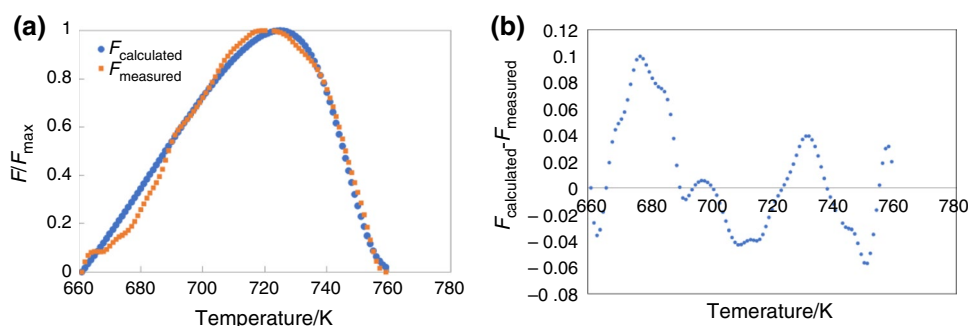 (a)
F/Fmax
1
0.8
0.6
0.4
0.2
0
Fcalculated
Fmeasured
660 680 700 720 740 760 780
Temperature/K
(b)
Fcalculated-Fmeasured
0.12
0.1
0.08
0.06
0.04
0.02
0
−0.02
−0.04
−0.06
−0 .08
660 680 700 720 740 760 780
Temerature/K